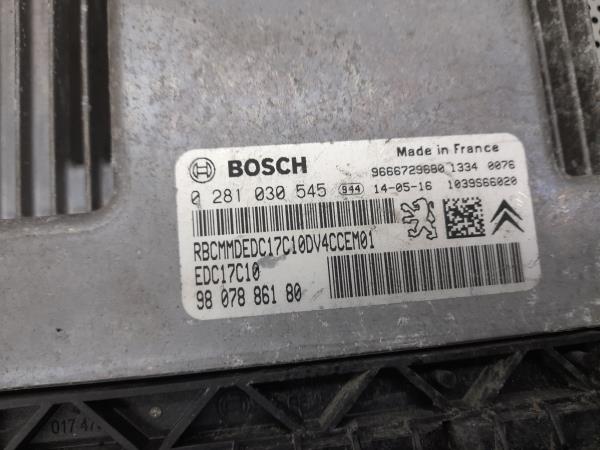 BOSCH
Made in France
9666729680 1334 0076
0 281 030 545 944 14-05-16 1039S66020
RBCMMDEDC17C10DV4CCEM01
EDC17C10
98 078 861 80